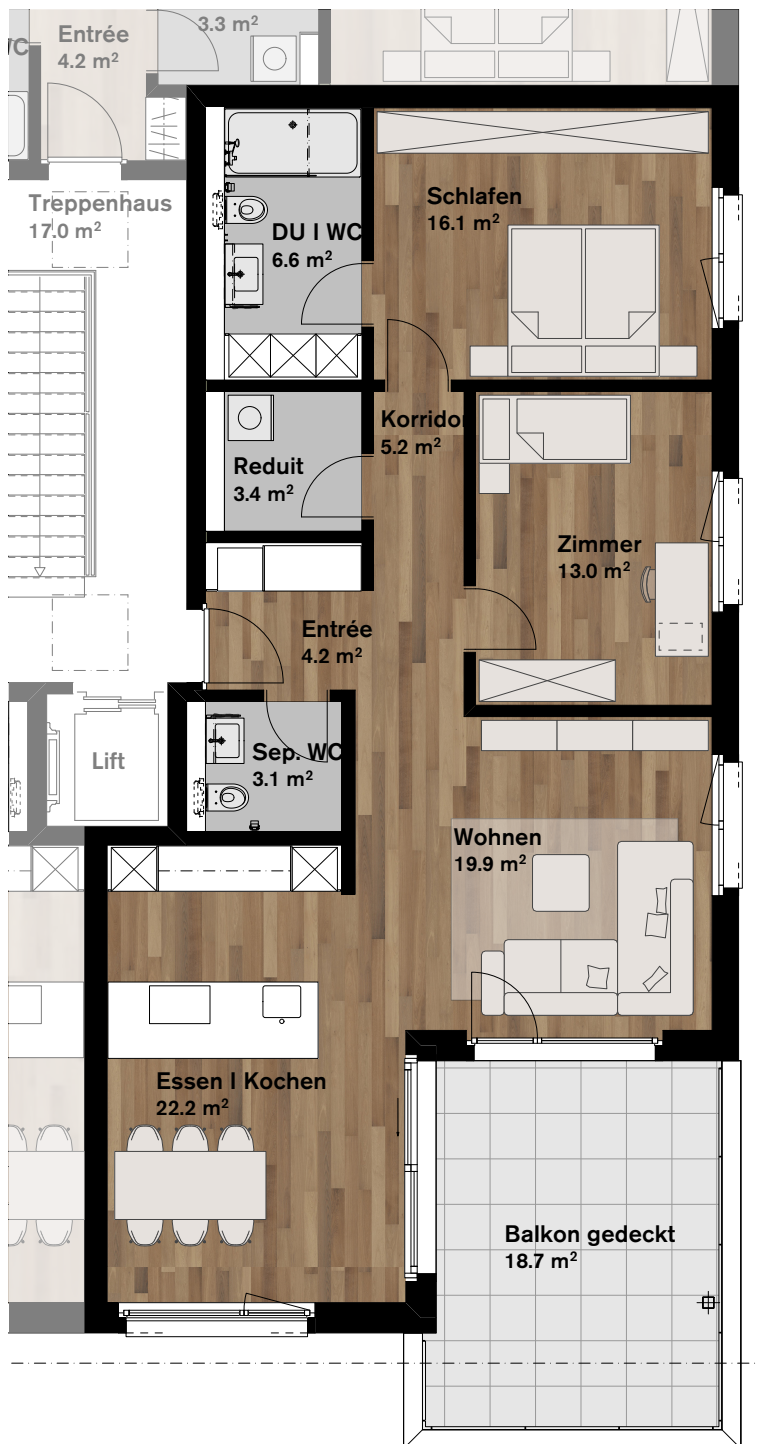 3.3 m²
Entrée
4.2 m²
Treppenhaus
17.0 m²
Schlafen
16.1 m²
DU I WC
6.6 m²
Korridor
5.2 m²
Reduit
3.4 m²
Zimmer
13.0 m²
Entrée
4.2 m²
Sep. WC
3.1 m²
Lift
Wohnen
19.9 m²
Essen I Kochen
22.2 m²
Balkon gedeckt
18.7 m²